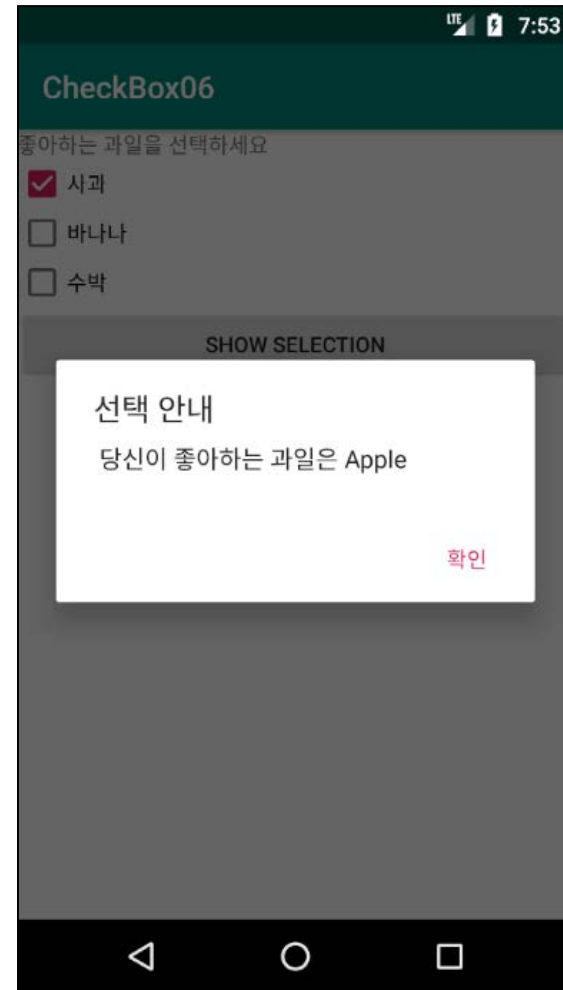 LTE 7:53
CheckBox06
좋아하는 과일을 선택하세요
사과
바나나
수박
SHOW SELECTION
선택 안내
당신이 좋아하는 과일은 Apple
확인